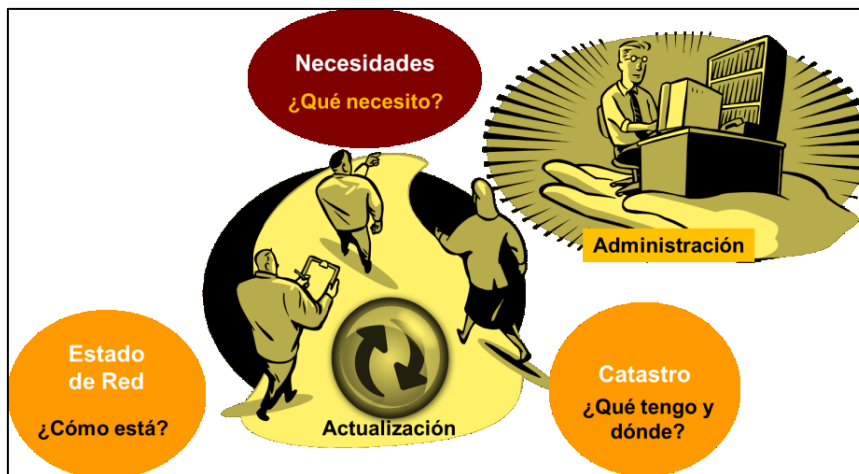 Necesidades
¿Qué necesito?
Administración
Estado
de Red
¿Cómo está?
Catastro
¿Qué tengo y
dónde?
Actualización